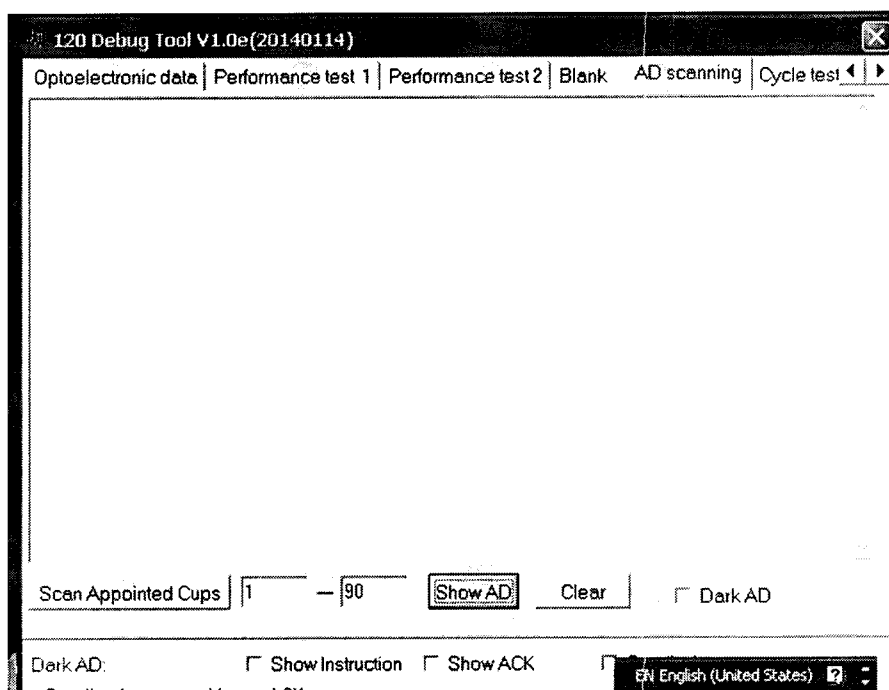 120 Debug Tool V1.0e(20140114)
Optoelectronic data Performance test 1 Performance test 2 Blank AD scanning Cycle test
Scan Appointed Cups 1 — 90 Show AD Clear Dark AD
Dark AD: Show Instruction Show ACK
EN English (United States) ?